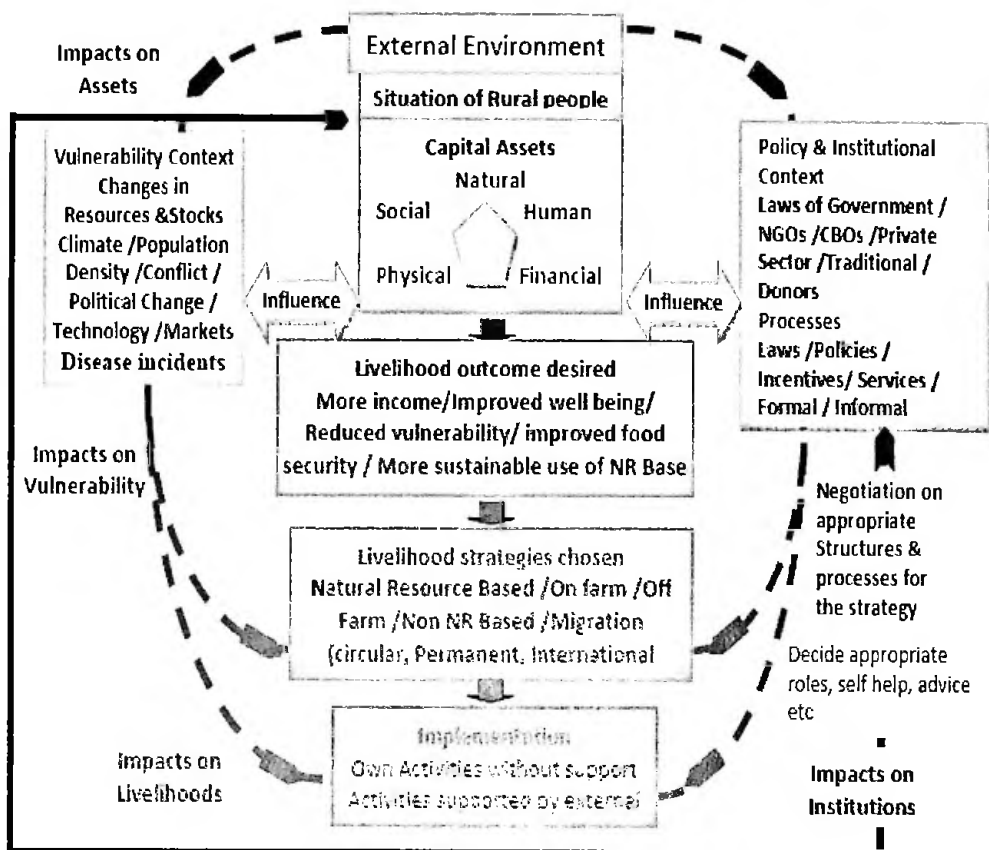 External Environment
Impacts on
Assets
Situation of Rural people
Capital Assets
Natural
Social Human
Physical Financial
Vulnerability Context
Changes in
Resources &Stocks
Climate /Population
Density /Conflict /
Political Change /
Technology /Markets
Disease incidents
Influence
Influence
Policy & Institutional
Context
Laws of Government /
NGOs /CBOs /Private
Sector /Traditional /
Donors
Processes
Laws /Policies /
Incentives/ Services /
Formal / Informal
Livelihood outcome desired
More income/Improved well being/
Reduced vulnerability/ improved food
security / More sustainable use of NR Base
Impacts on
Vulnerability
Negotiation on
appropriate
Structures &
processes for
the strategy
Livelihood strategies chosen
Natural Resource Based /On farm /Off
Farm /Non NR Based /Migration
(circular, Permanent, International
Decide appropriate
roles, self help, advice
etc
Implementation
Own Activities without support
Activities supported by external
Impacts on
Livelihoods
Impacts on
Institutions